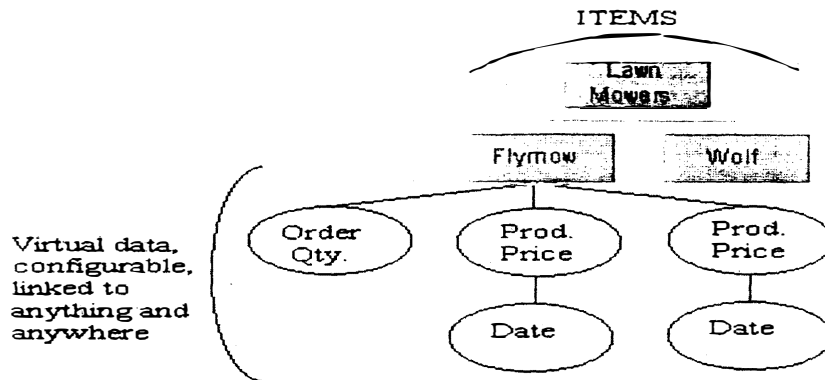 ITEMS
Lawn
Mowers
Flymow
Wolf
Order
Qty.
Prod.
Price
Prod.
Price
Virtual data,
configurable,
linked to
anything and
anywhere
Date
Date